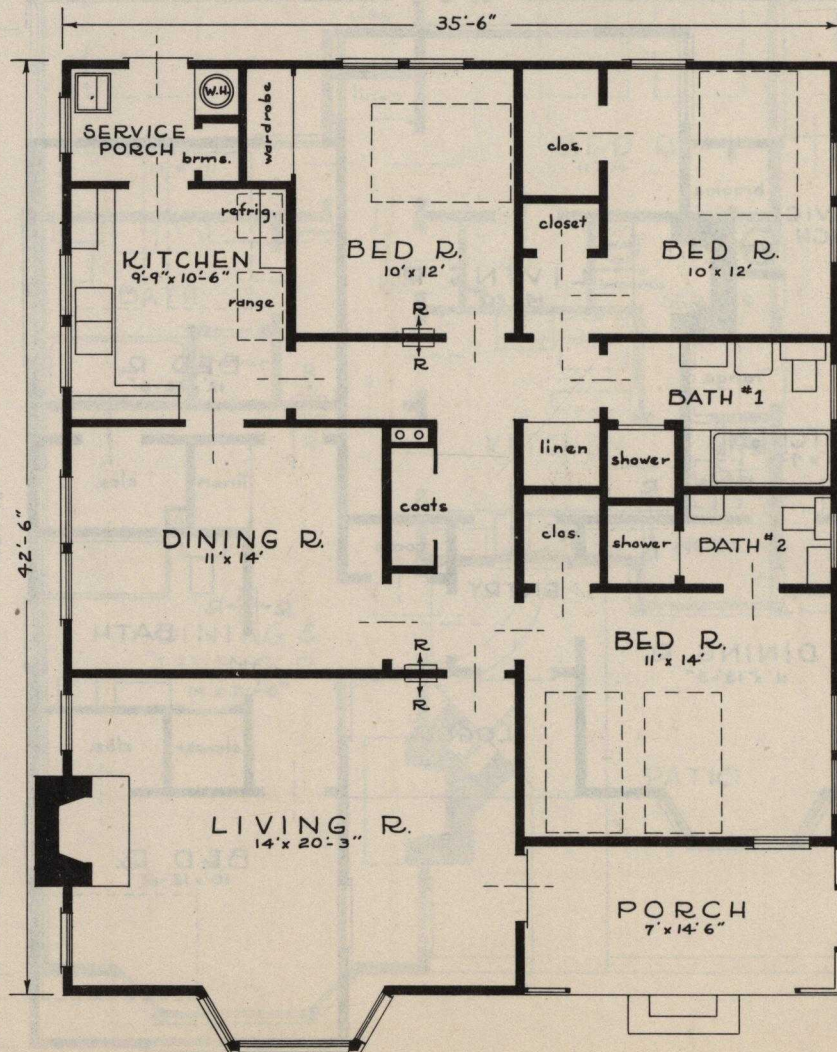 35'-6"
W.H.
SERVICE
PORCH
brms.
wardrobe
clos.
refrig.
closet
KITCHEN
9'-9" x 10'-6"
BED R.
10' x 12'
BED R.
10' x 12'
range
R
R
BATH #1
linen
shower
coats
42'-6"
DINING R.
11' x 14'
clos.
shower
BATH #2
R
R
BED R.
11' x 14'
LIVING R.
14' x 20'-3"
PORCH
7' x 14'6"